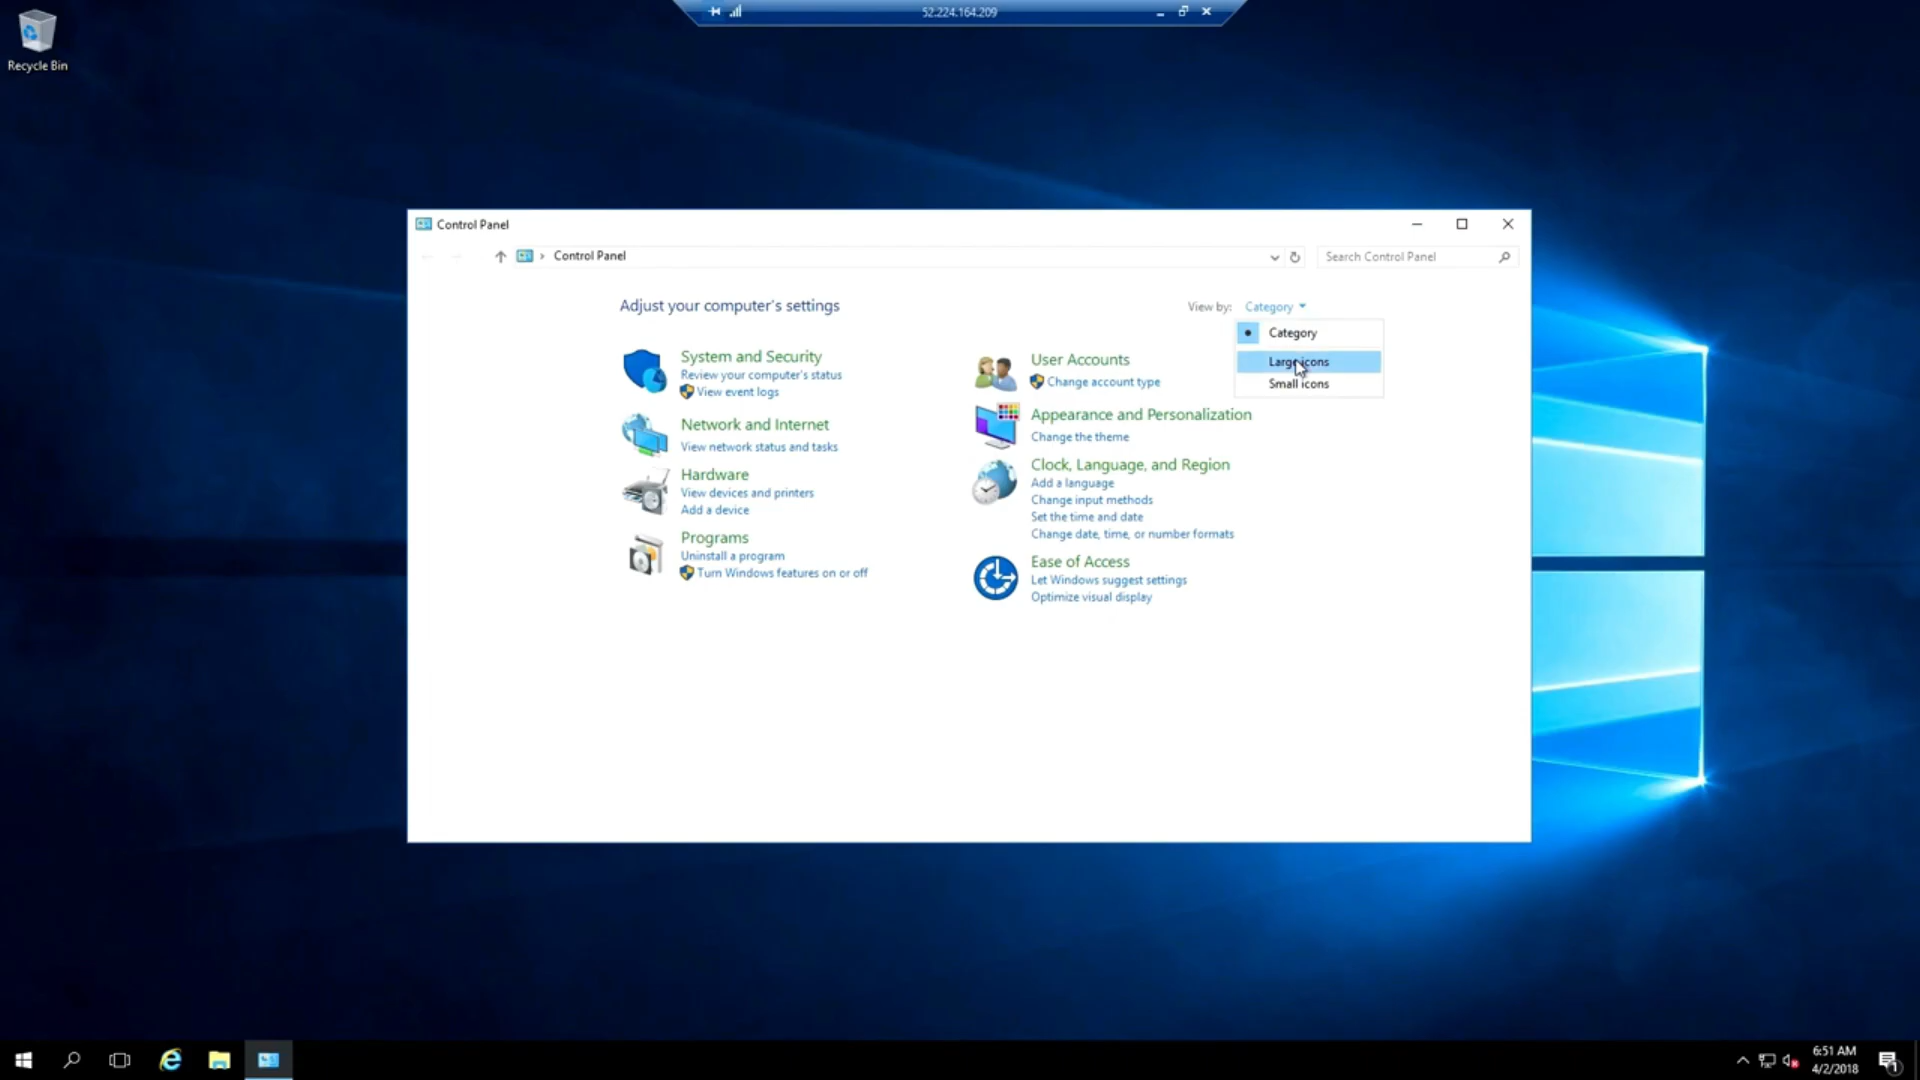 52.224.164.209
Recycle Bin
Control Panel
Control Panel
Search Control Panel
Adjust your computer's settings
View by: Category
Category
Large icons
Small icons
System and Security
Review your computer's status
View event logs
Network and Internet
View network status and tasks
Hardware
View devices and printers
Add a device
Programs
Uninstall a program
Turn Windows features on or off
User Accounts
Change account type
Appearance and Personalization
Change the theme
Clock, Language, and Region
Add a language
Change input methods
Set the time and date
Change date, time, or number formats
Ease of Access
Let Windows suggest settings
Optimize visual display
6:51 AM
4/2/2018
1